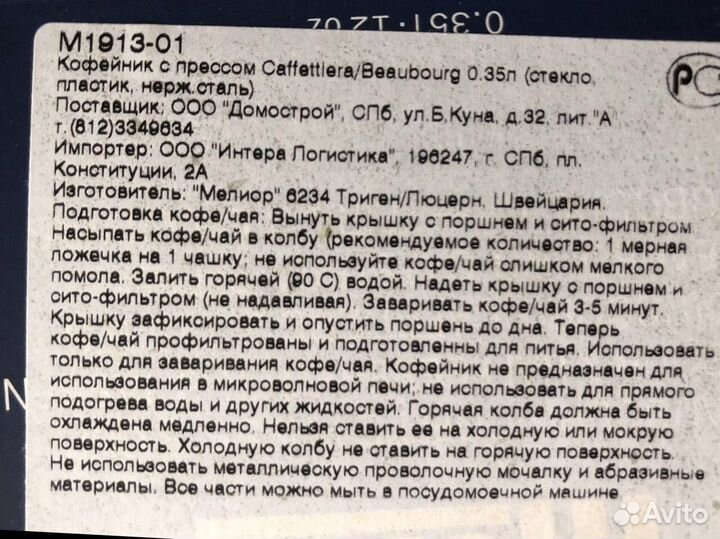 0.35l · 12 oz
M1913-01
Кофейник с прессом Caffettiera/Beaubourg 0.35л (стекло,
пластик, нерж.сталь)
Поставщик: ООО "Домострой", СПб, ул.Б.Куна, д.32, лит."А
т.(812)3349634
Импортер: ООО "Интера Логистика", 196247, г. СПб, пл.
Конституции, 2А
Изготовитель: "Мелиор" 6234 Триген/Люцерн, Швейцария.
Подготовка кофе/чая: Вынуть крышку с поршнем и сито-фильтром
Насыпать кофе/чай в колбу (рекомендуемое количество: 1 мерная
ложечка на 1 чашку; не используйте кофе/чай слишком мелкого
помола. Залить горячей (90 С) водой. Надеть крышку с поршнем и
сито-фильтром (не надавливая). Заваривать кофе/чай 3-5 минут.
Крышку зафиксировать и опустить поршень до дна. Теперь
кофе/чай профильтрованы и подготовленны для питья. Использовать
только для заваривания кофе/чая. Кофейник не предназначен для
использования в микроволновой печи; не использовать для прямого
подогрева воды и других жидкостей. Горячая колба должна быть
охлаждена медленно. Нельзя ставить ее на холодную или мокрую
поверхность. Холодную колбу не ставить на горячую поверхность.
Не использовать металлическую проволочную мочалку и абразивные
материалы. Все части можно мыть в посудомоечной машине
Avito